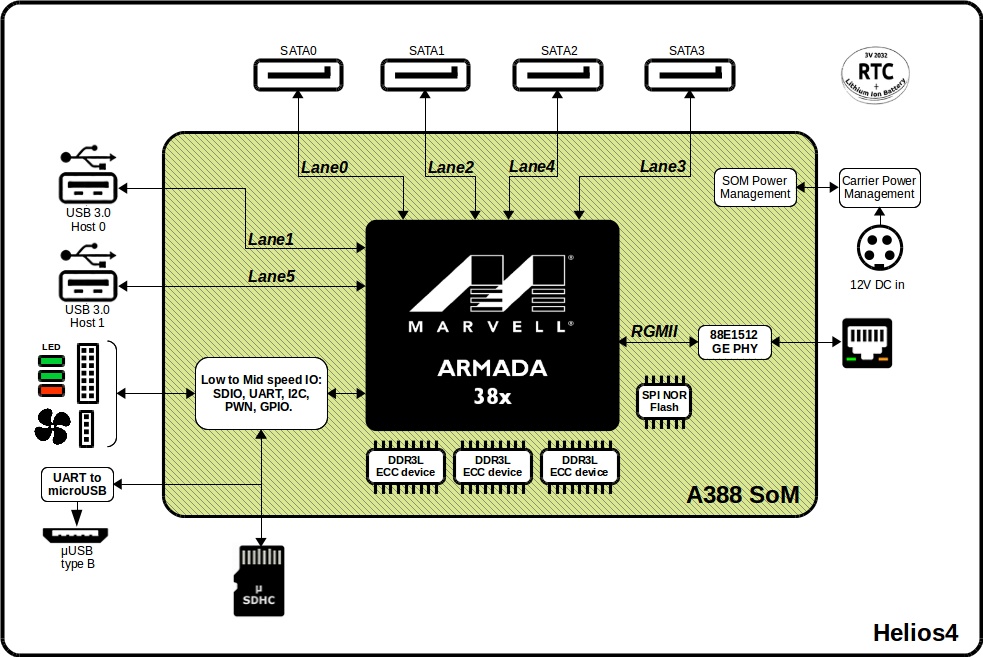 SATA0
SATA1
SATA2
SATA3
3V 2032
RTC
+
Lithium Ion Battery
Lane0
Lane2
Lane4
Lane3
SOM Power
Management
Carrier Power
Management
USB 3.0
Host 0
Lane1
12V DC in
Lane5
USB 3.0
Host 1
MARVELL®
®
ARMADA
38x
RGMII
88E1512
GE PHY
LED
Low to Mid speed IO:
SDIO, UART, I2C,
PWN, GPIO.
SPI NOR
Flash
DDR3L
ECC device
DDR3L
ECC device
DDR3L
ECC device
A388 SoM
UART to
microUSB
µUSB
type B
µ
SDHC
Helios4